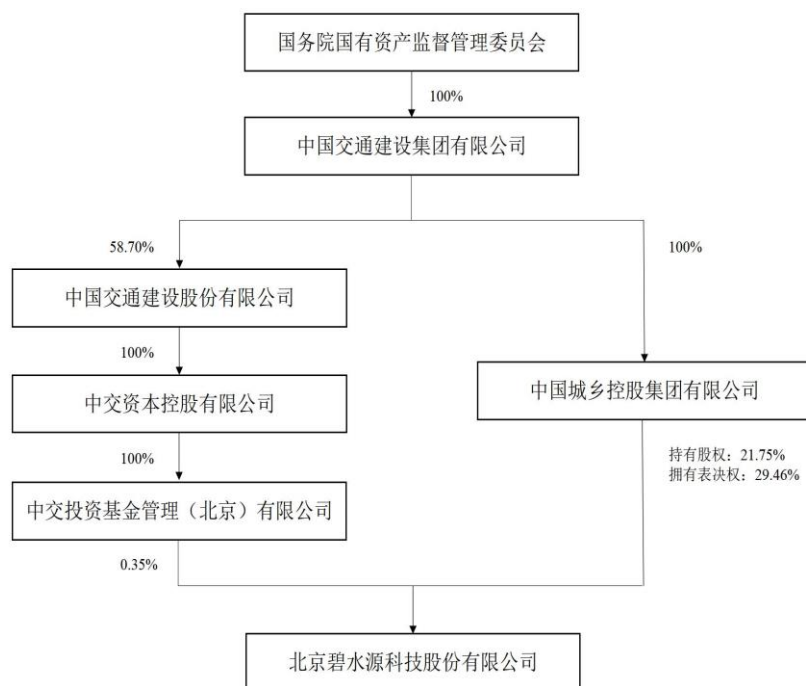 国务院国有资产监督管理委员会
100%
中国交通建设集团有限公司
58.70%
100%
中国交通建设股份有限公司
100%
中交资本控股有限公司
中国城乡控股集团有限公司
100%
持有股权：21.75%
拥有表决权：29.46%
中交投资基金管理（北京）有限公司
0.35%
北京碧水源科技股份有限公司